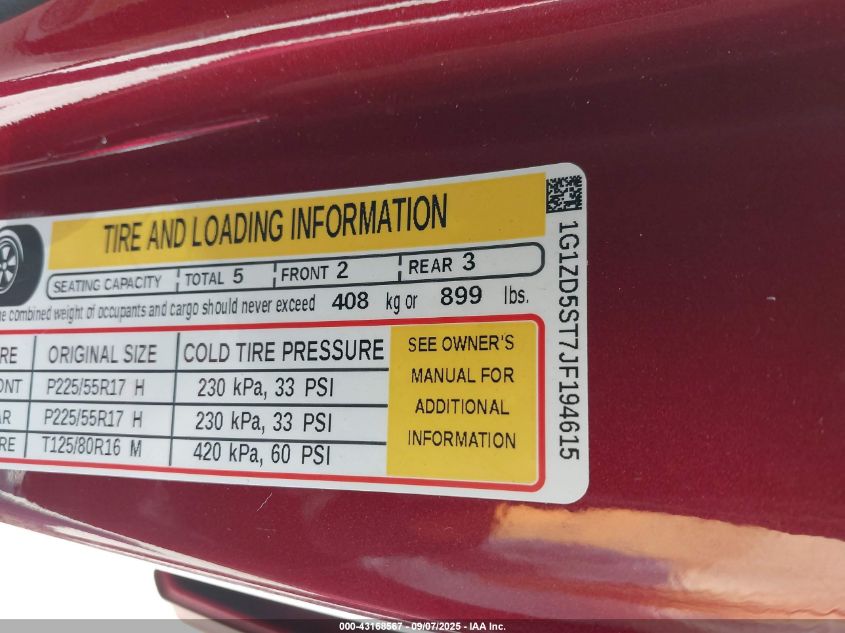 TIRE AND LOADING INFORMATION
SEATING CAPACITY TOTAL 5 FRONT 2 REAR 3
combined weight of occupants and cargo should never exceed 408 kg or 899 lbs.
ORIGINAL SIZE COLD TIRE PRESSURE
P225/55R17 H 230 kPa, 33 PSI
P225/55R17 H 230 kPa, 33 PSI
T125/80R16 M 420 kPa, 60 PSI
SEE OWNER'S
MANUAL FOR
ADDITIONAL
INFORMATION
1G1ZD5ST7JF194615
000-43168567 - 09/07/2025 - IAA Inc.